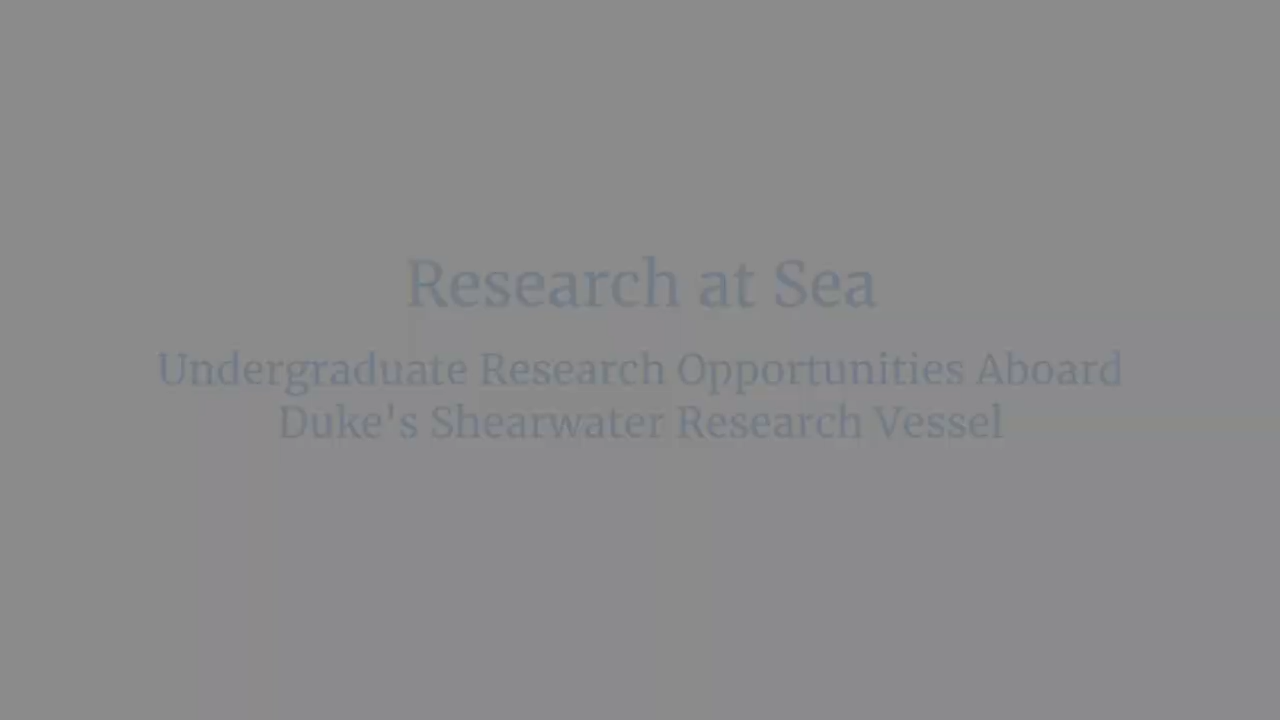 Research at Sea
Undergraduate Research Opportunities Aboard
Duke's Shearwater Research Vessel